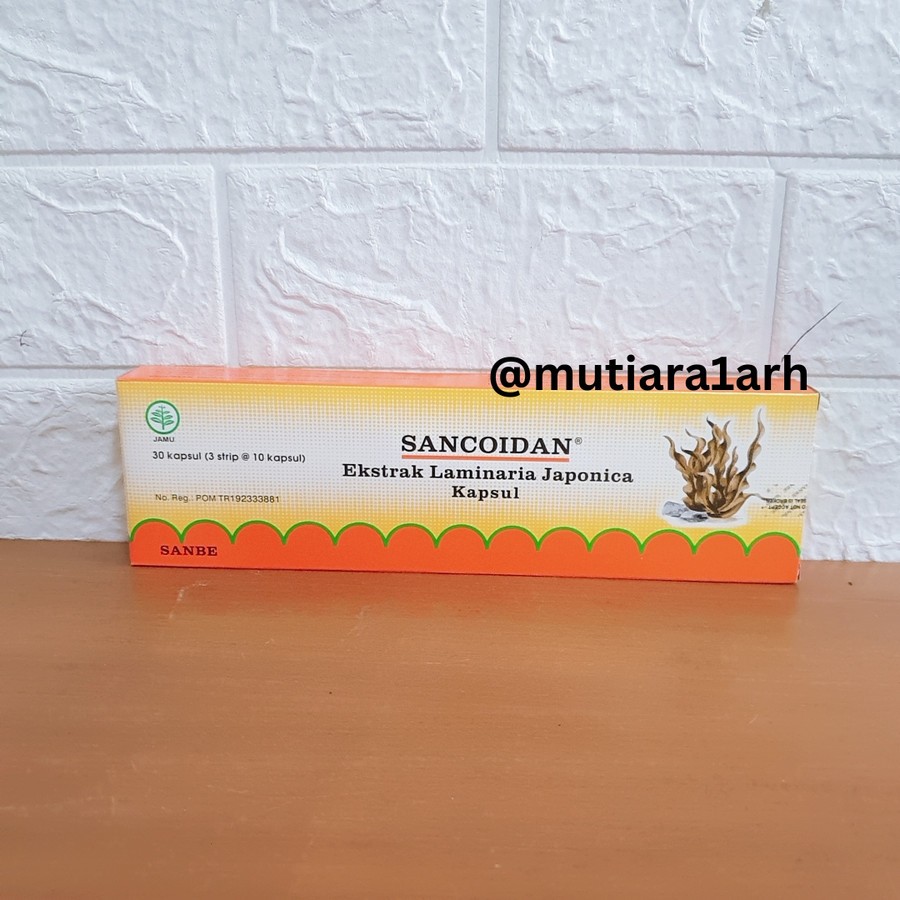 @mutiara1arh
JAMU
30 kapsul (3 strip @ 10 kapsul)
SANCOIDAN®
Ekstrak Laminaria Japonica
Kapsul
No. Reg.: POM TR192333881
SANBE